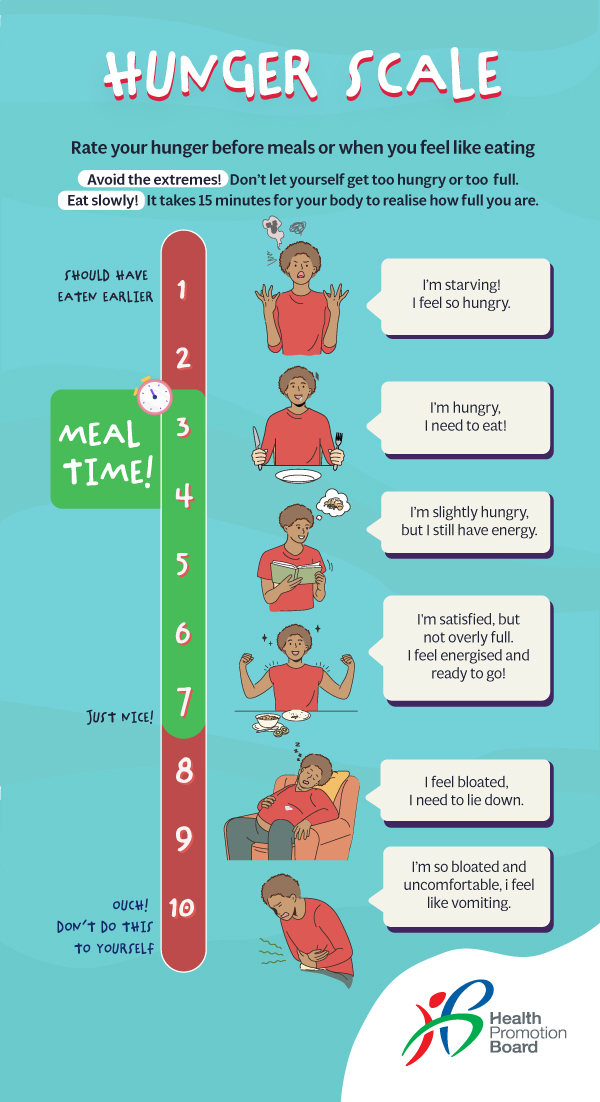 HUNGER SCALE
Rate your hunger before meals or when you feel like eating
Avoid the extremes! Don't let yourself get too hungry or too full.
Eat slowly! It takes 15 minutes for your body to realise how full you are.
SHOULD HAVE
EATEN EARLIER
1
I'm starving!
I feel so hungry.
2
MEAL
TIME!
3
I'm hungry,
I need to eat!
4
I'm slightly hungry,
but I still have energy.
5
6
I'm satisfied, but
not overly full.
I feel energised and
ready to go!
JUST NICE!
7
8
I feel bloated,
I need to lie down.
9
OUCH!
DON'T DO THIS
TO YOURSELF
10
I'm so bloated and
uncomfortable, i feel
like vomiting.
Health
Promotion
Board